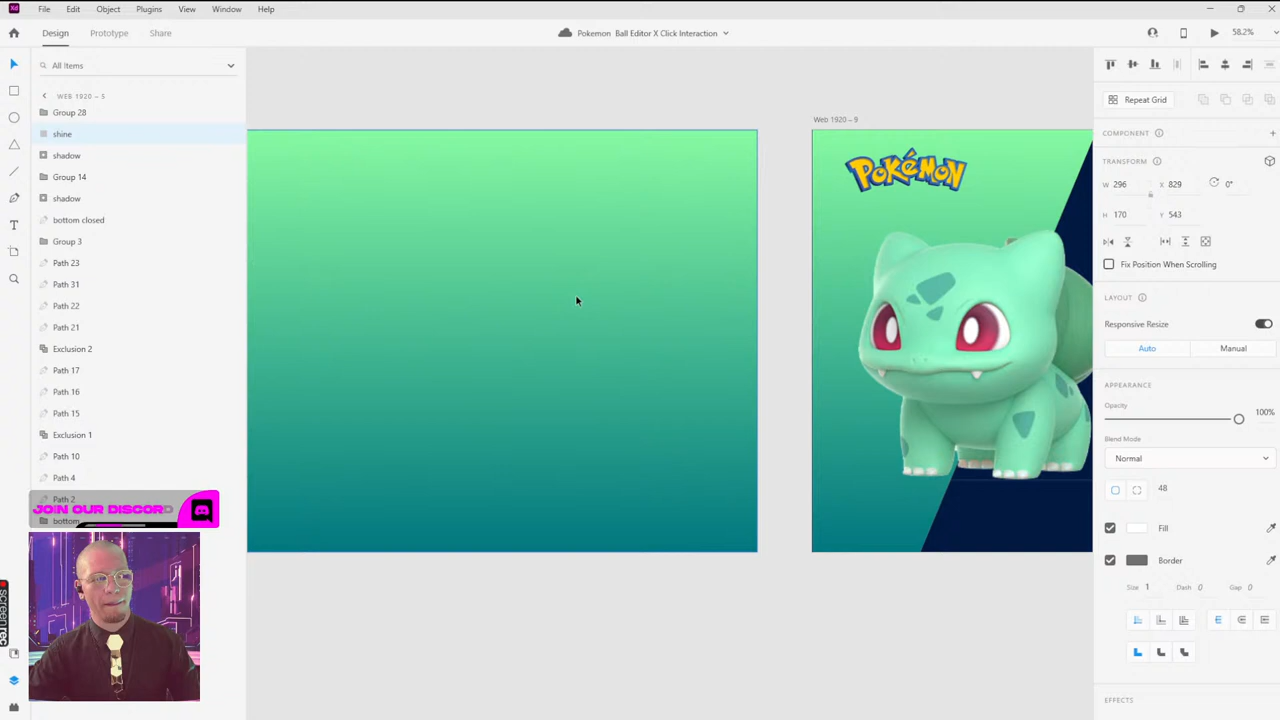 Xd File Edit Object Plugins View Window Help
Design Prototype Share
Pokemon Ball Editor X Click Interaction
58.2%
All Items
WEB 1920 – 5
Group 28
shine
shadow
Group 14
shadow
bottom closed
Group 3
Path 23
Path 31
Path 22
Path 21
Exclusion 2
Path 17
Path 16
Path 15
Exclusion 1
Path 10
Path 4
Path 2
bottom
JOIN OUR DISCORD
screenrec
Web 1920 – 9
POKéMON
Repeat Grid
COMPONENT
TRANSFORM
W 296 X 829 0°
H 170 Y 543
Fix Position When Scrolling
LAYOUT
Responsive Resize
Auto Manual
APPEARANCE
Opacity
100%
Blend Mode
Normal
48
Fill
Border
Size 1 Dash 0 Gap 0
EFFECTS